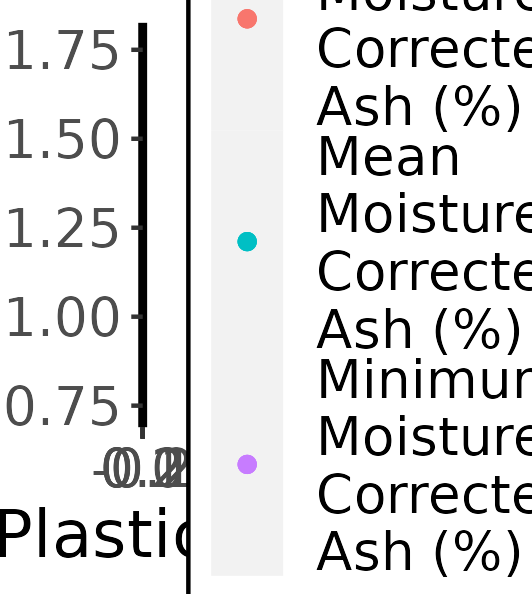 1.75
1.50
1.25
1.00
0.75
Plastic
Moisture
Correcte
Ash (%)
Mean
Moisture
Correcte
Ash (%)
Minimum
Moisture
Correcte
Ash (%)